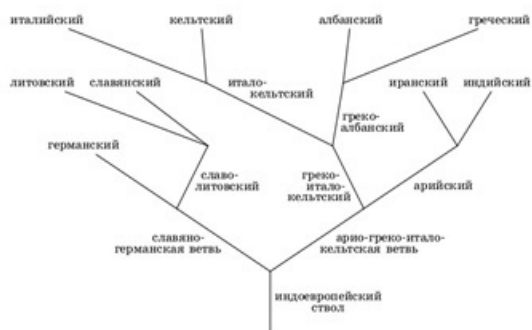 италийский
кельтский
албанский
греческий
литовский
славянский
итало-
кельтский
иранский
индийский
германский
греко-
албанский
славо-
литовский
греко-
итало-
кельтский
арийский
славяно-
германская ветвь
арио-греко-итало-
кельтская ветвь
индоевропейский
ствол